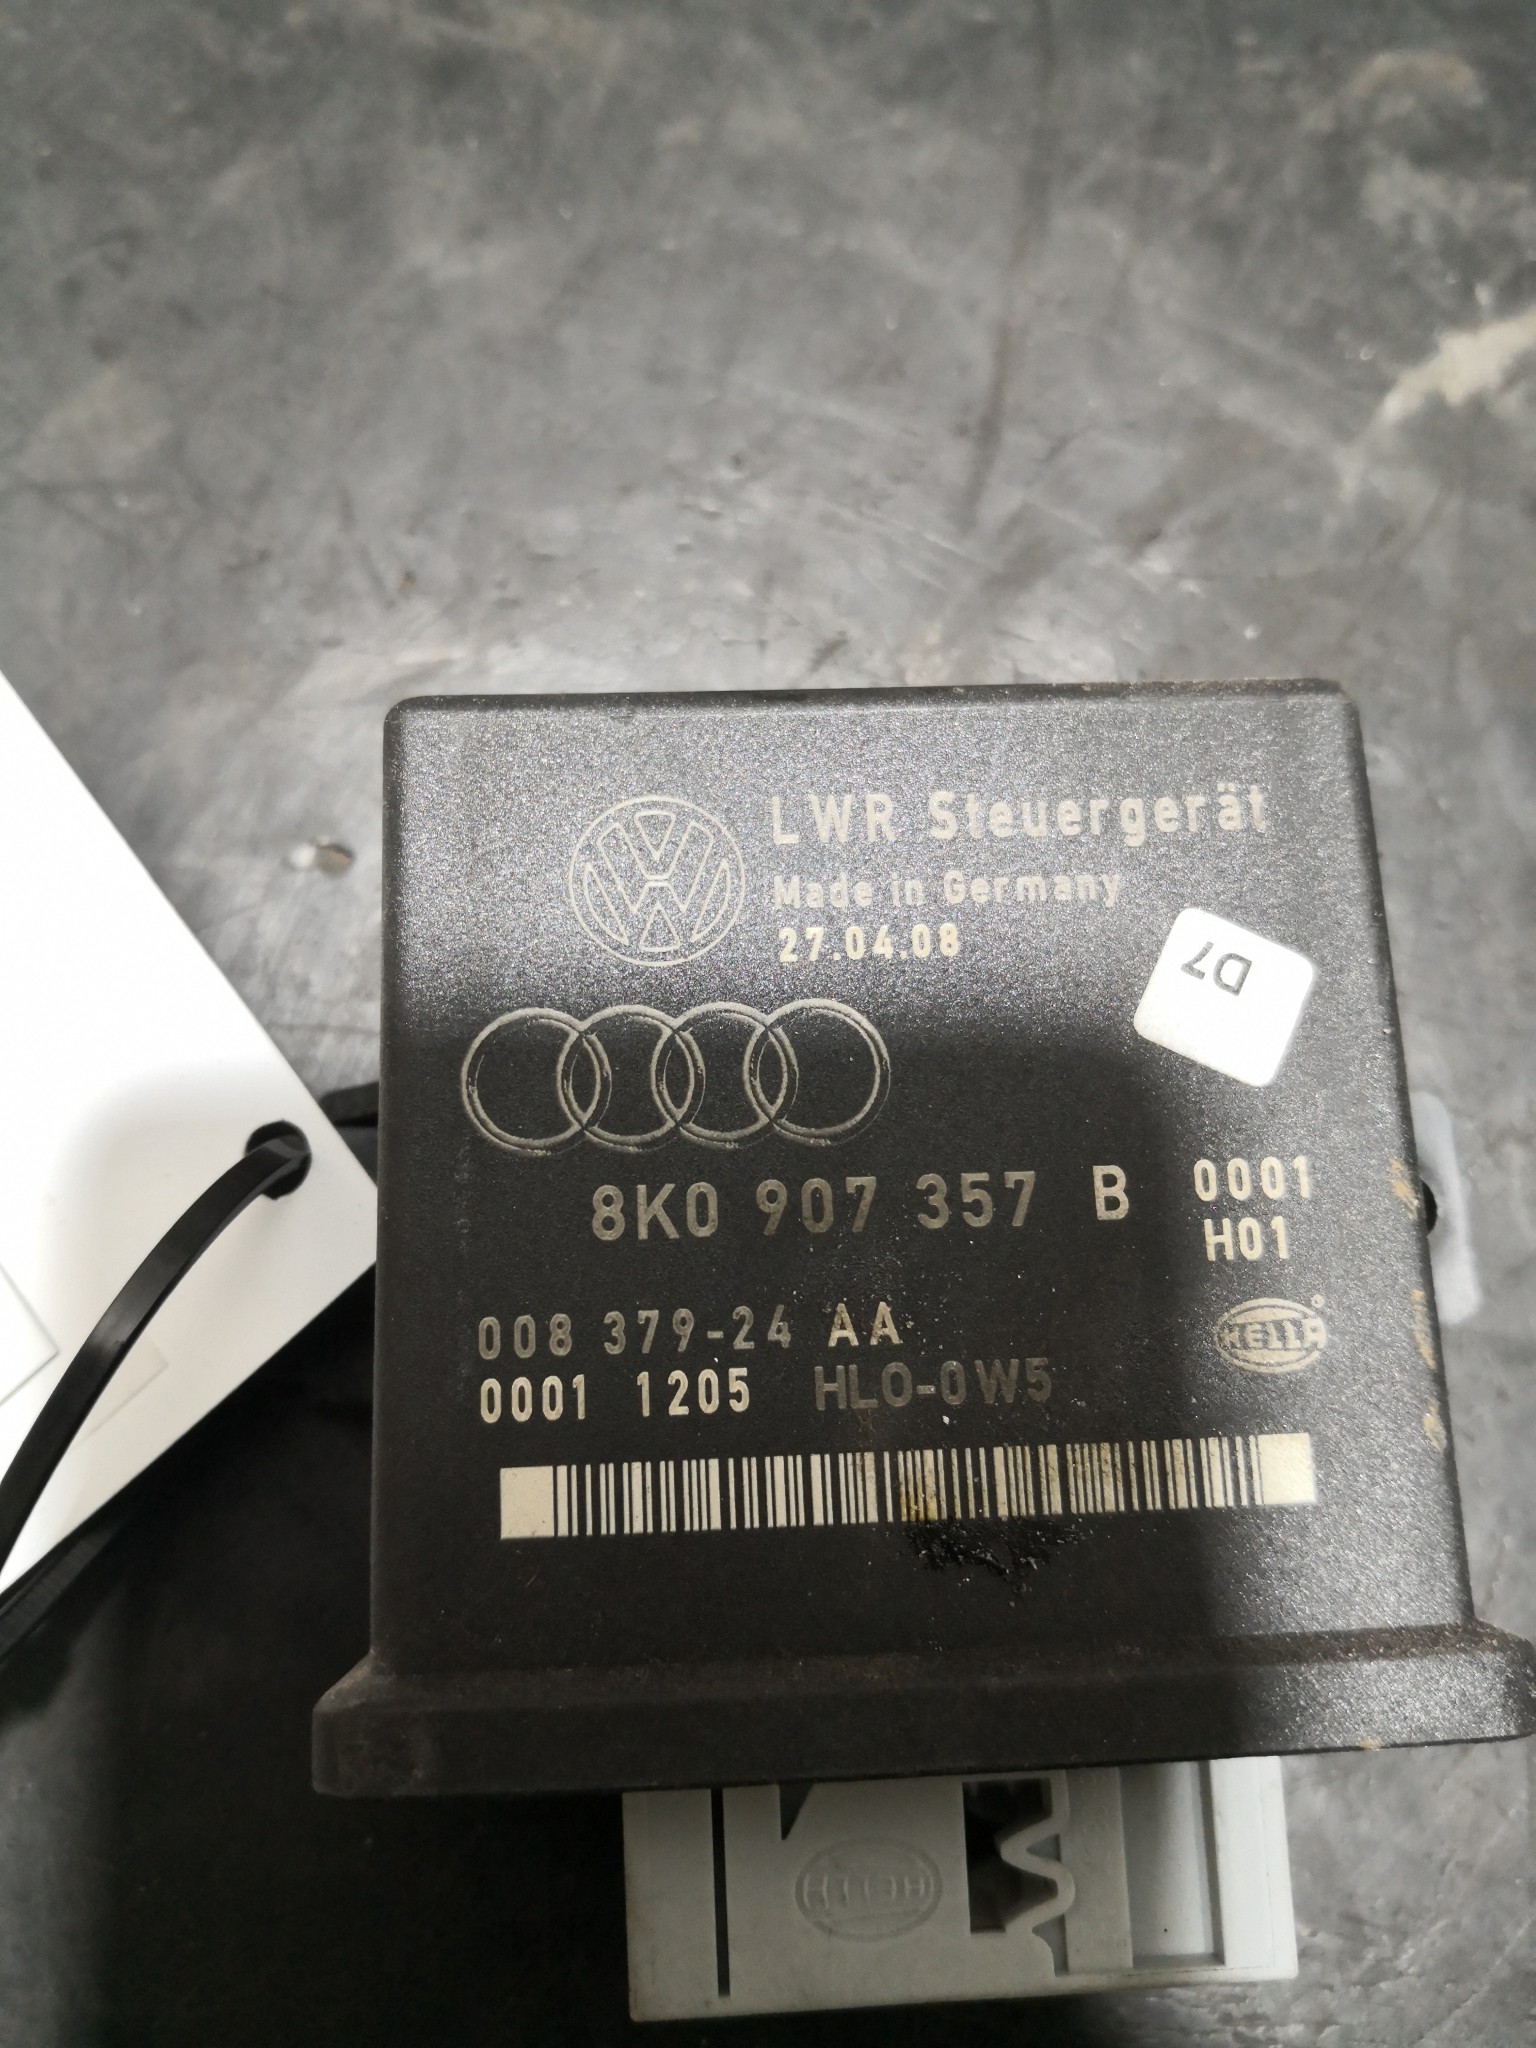 LWR Steuergerät
Made in Germany
27.04.08
D7
8K0 907 357 B
0001
H01
008 379-24 AA
0001 1205 HLO-0W5
HELLA
HELLA